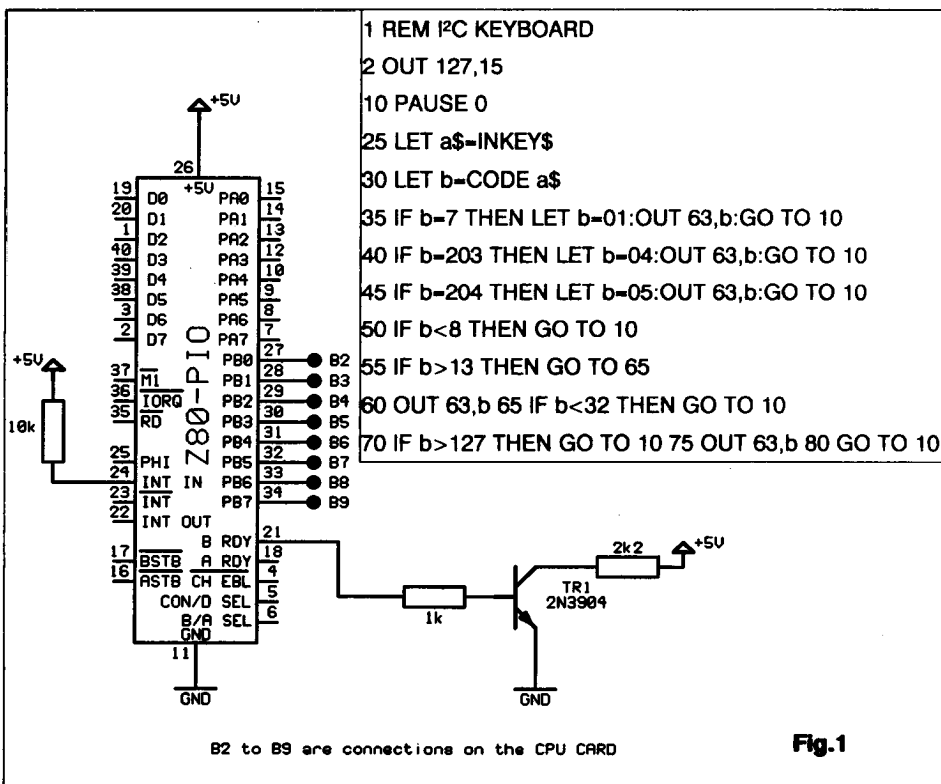 1 REM I²C KEYBOARD
2 OUT 127,15
10 PAUSE 0
25 LET a$=INKEY$
30 LET b=CODE a$
35 IF b=7 THEN LET b=01:OUT 63,b:GO TO 10
40 IF b=203 THEN LET b=04:OUT 63,b:GO TO 10
45 IF b=204 THEN LET b=05:OUT 63,b:GO TO 10
50 IF b<8 THEN GO TO 10
55 IF b>13 THEN GO TO 65
60 OUT 63,b 65 IF b<32 THEN GO TO 10
70 IF b>127 THEN GO TO 10 75 OUT 63,b 80 GO TO 10
+5V
26
+5V
19 D0 PA0 15
20 D1 PA1 14
1 D2 PA2 13
40 D3 PA3 12
39 D4 PA4 10
38 D5 PA5 9
3 D6 PA6 8
2 D7 PA7 7
Z80-PIO
PB0 27 B2
+5V
37 M1 PB1 28 B3
36 IORQ PB2 29 B4
35 RD PB3 30 B5
10k
PB4 31 B6
25 PHI PB5 32 B7
24 INT IN PB6 33 B8
23 INT PB7 34 B9
22 INT OUT
B RDY 21
17 BSTB A RDY 18
16 ASTB CH EBL 4
CON/D SEL 5
B/A SEL 6
GND
11
GND
1k
TR1
2N3904
2k2
+5V
GND
B2 to B9 are connections on the CPU CARD
Fig.1